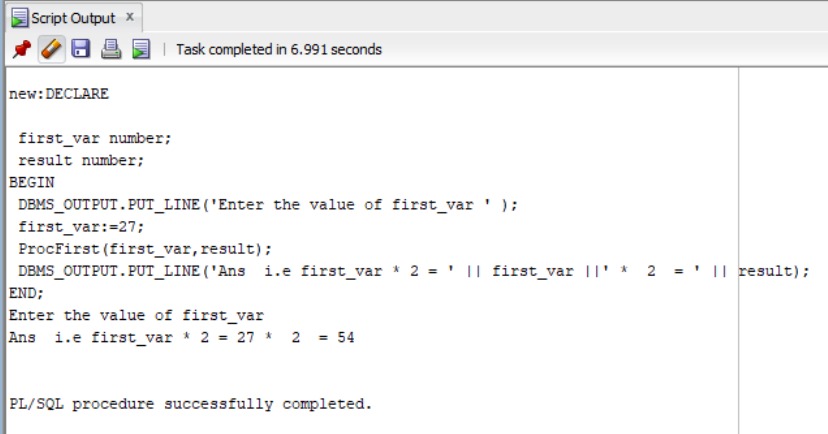 Script Output x
Task completed in 6.991 seconds
new:DECLARE
first_var number;
result number;
BEGIN
DBMS_OUTPUT.PUT_LINE('Enter the value of first_var ' );
first_var:=27;
ProcFirst(first_var,result);
DBMS_OUTPUT.PUT_LINE('Ans  i.e first_var * 2 = ' || first_var ||' *  2  = ' || result);
END;
Enter the value of first_var
Ans  i.e first_var * 2 = 27 *  2  = 54
PL/SQL procedure successfully completed.